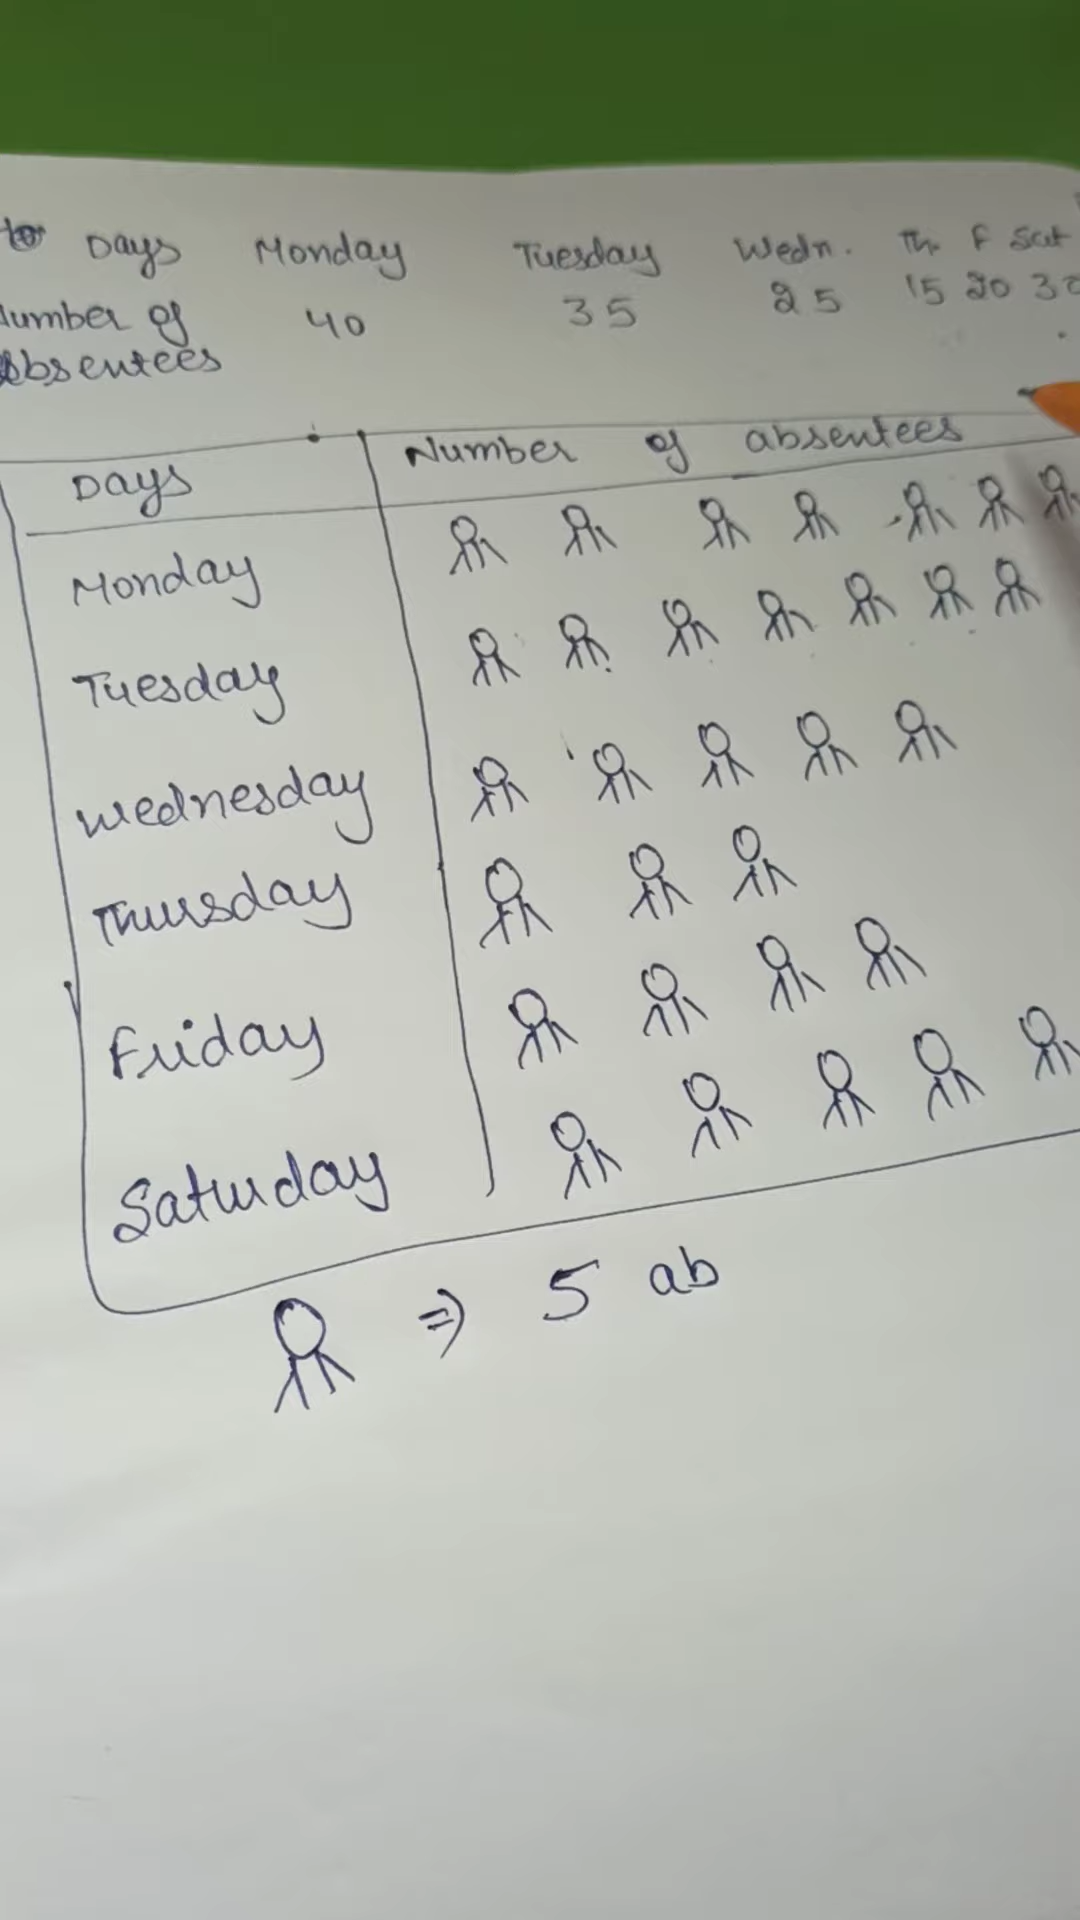 Days Monday Tuesday Wedn. Th. F Sat
Number of 40 35 25 15 20 30
Absentees
Days Number of absentees
Monday
Tuesday
Wednesday
Thursday
Friday
Saturday
⇒ 5 ab